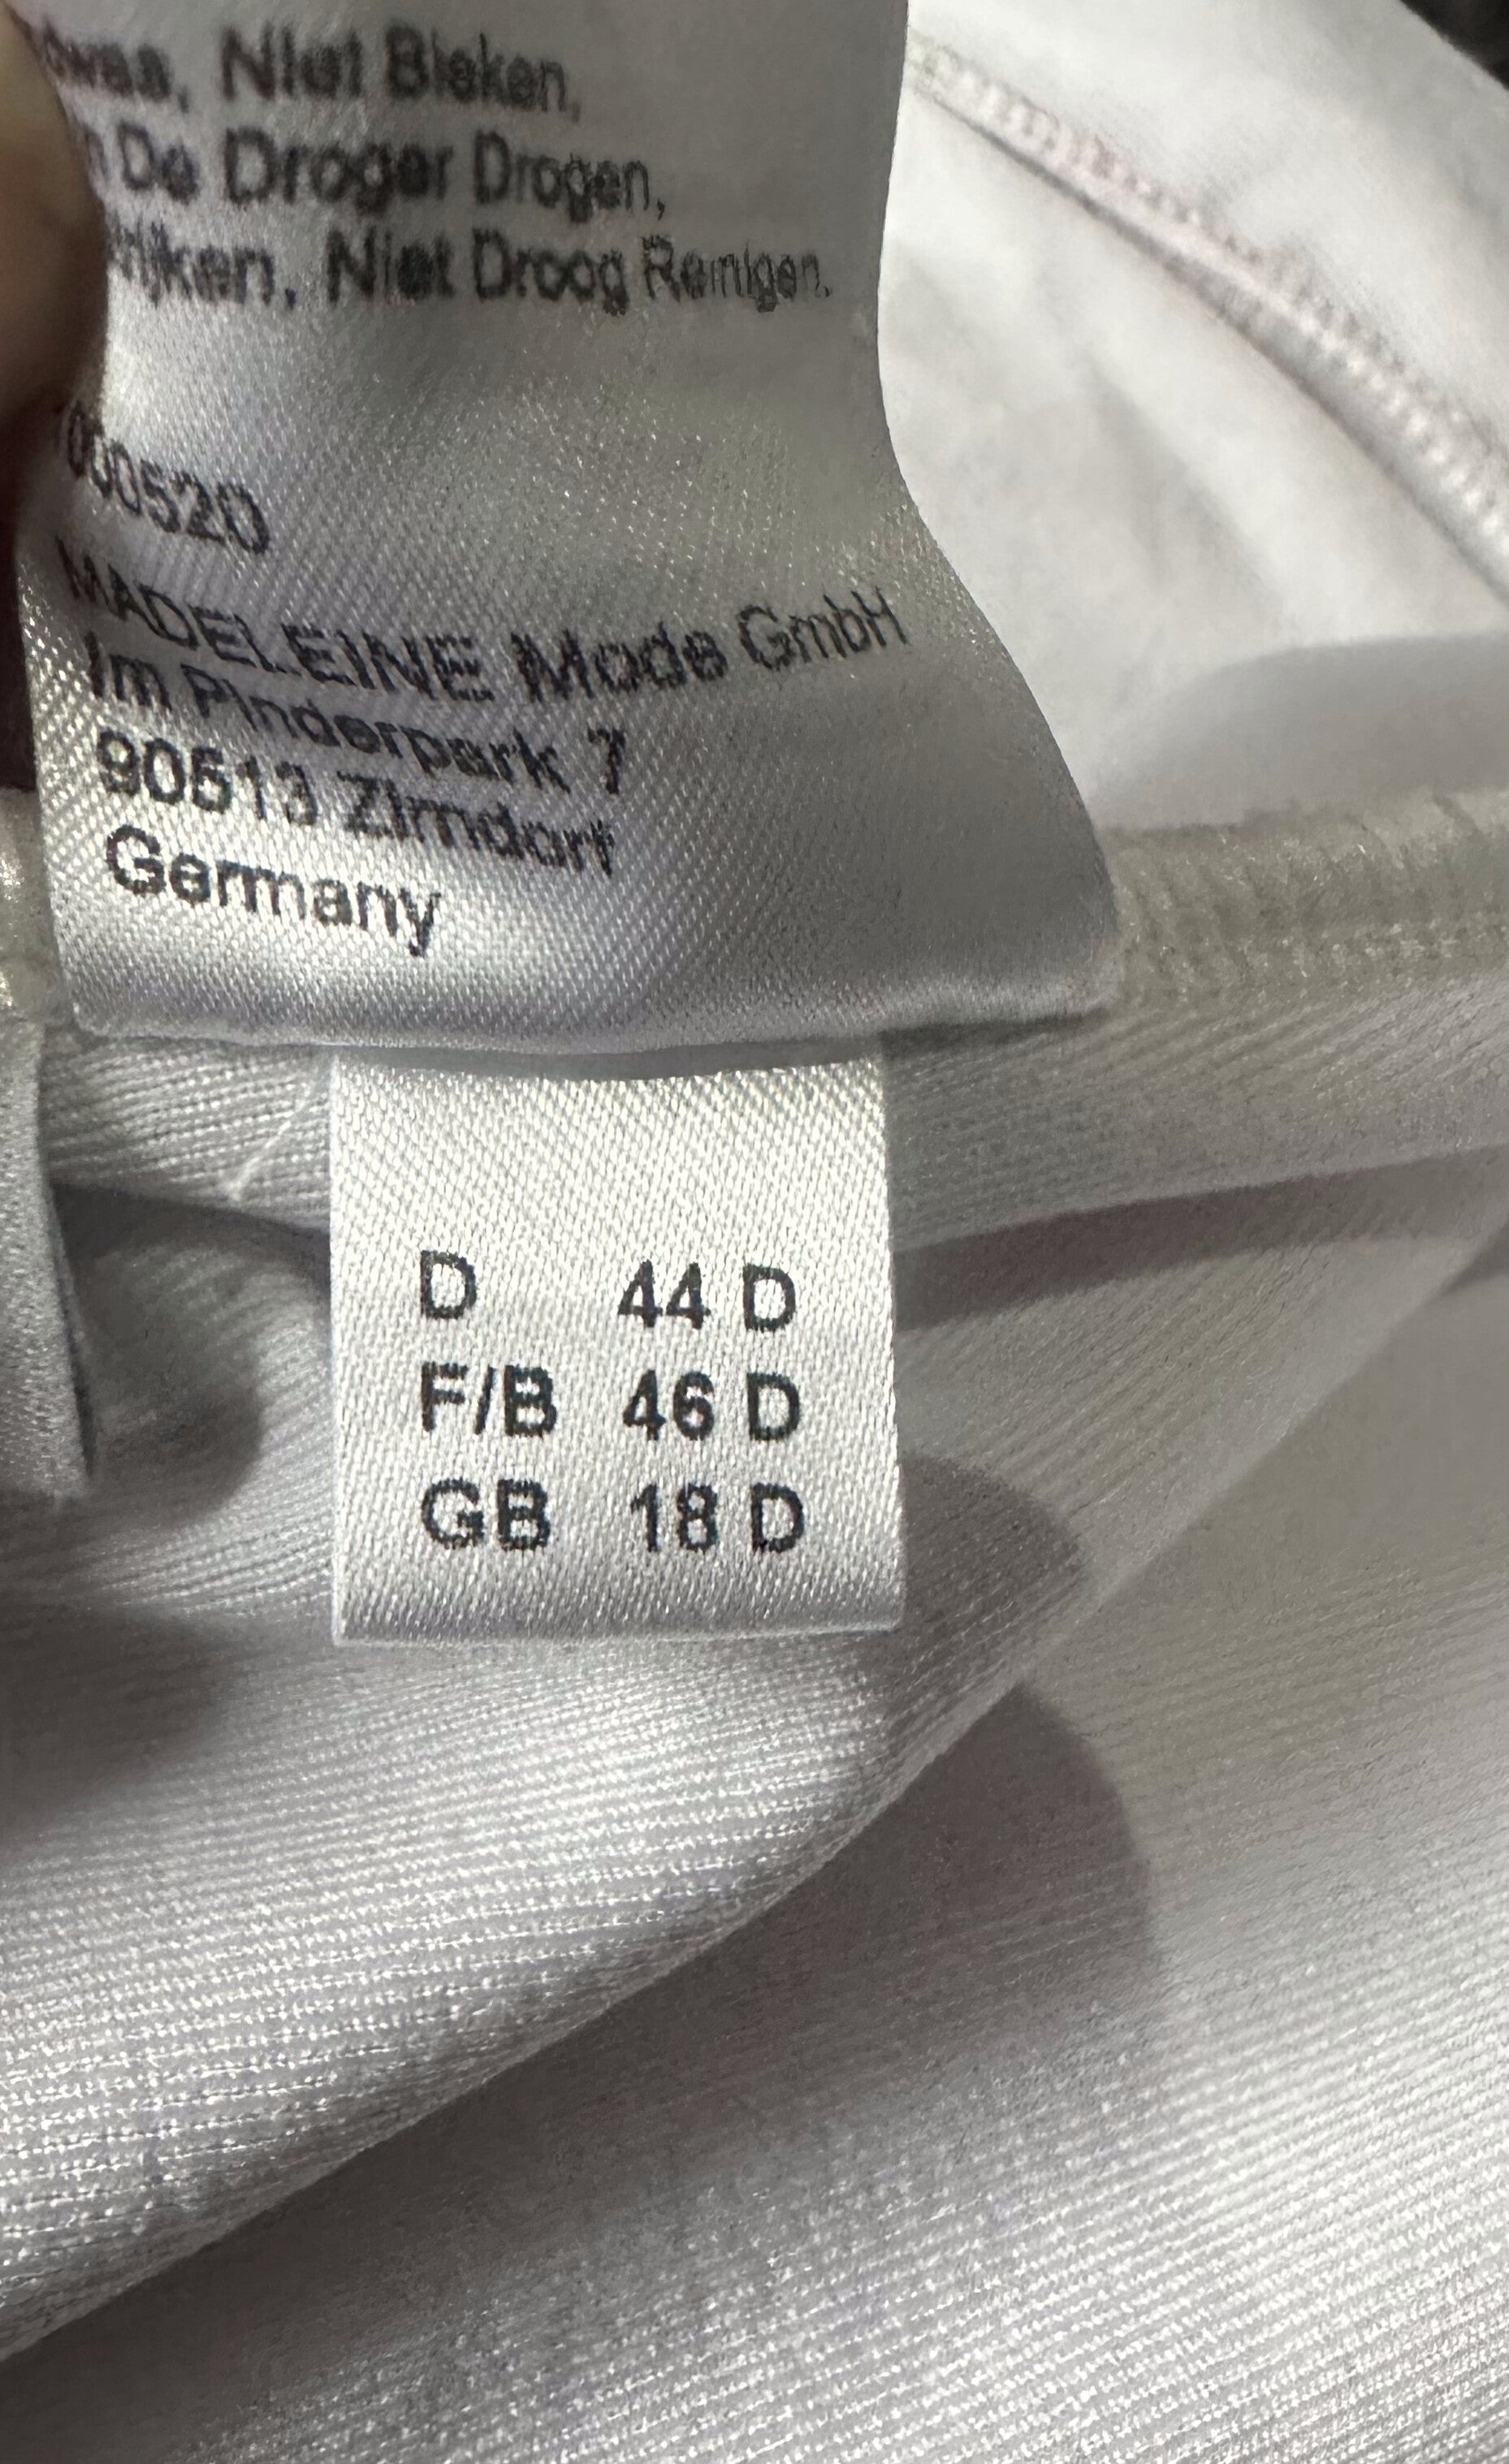 Niet Bleken,
De Droger Drogen,
Niet Droog Reinigen.
000520
MADELEINE Mode GmbH
Im Pinderpark 7
90513 Zirndorf
Germany
D 44 D
F/B 46 D
GB 18 D